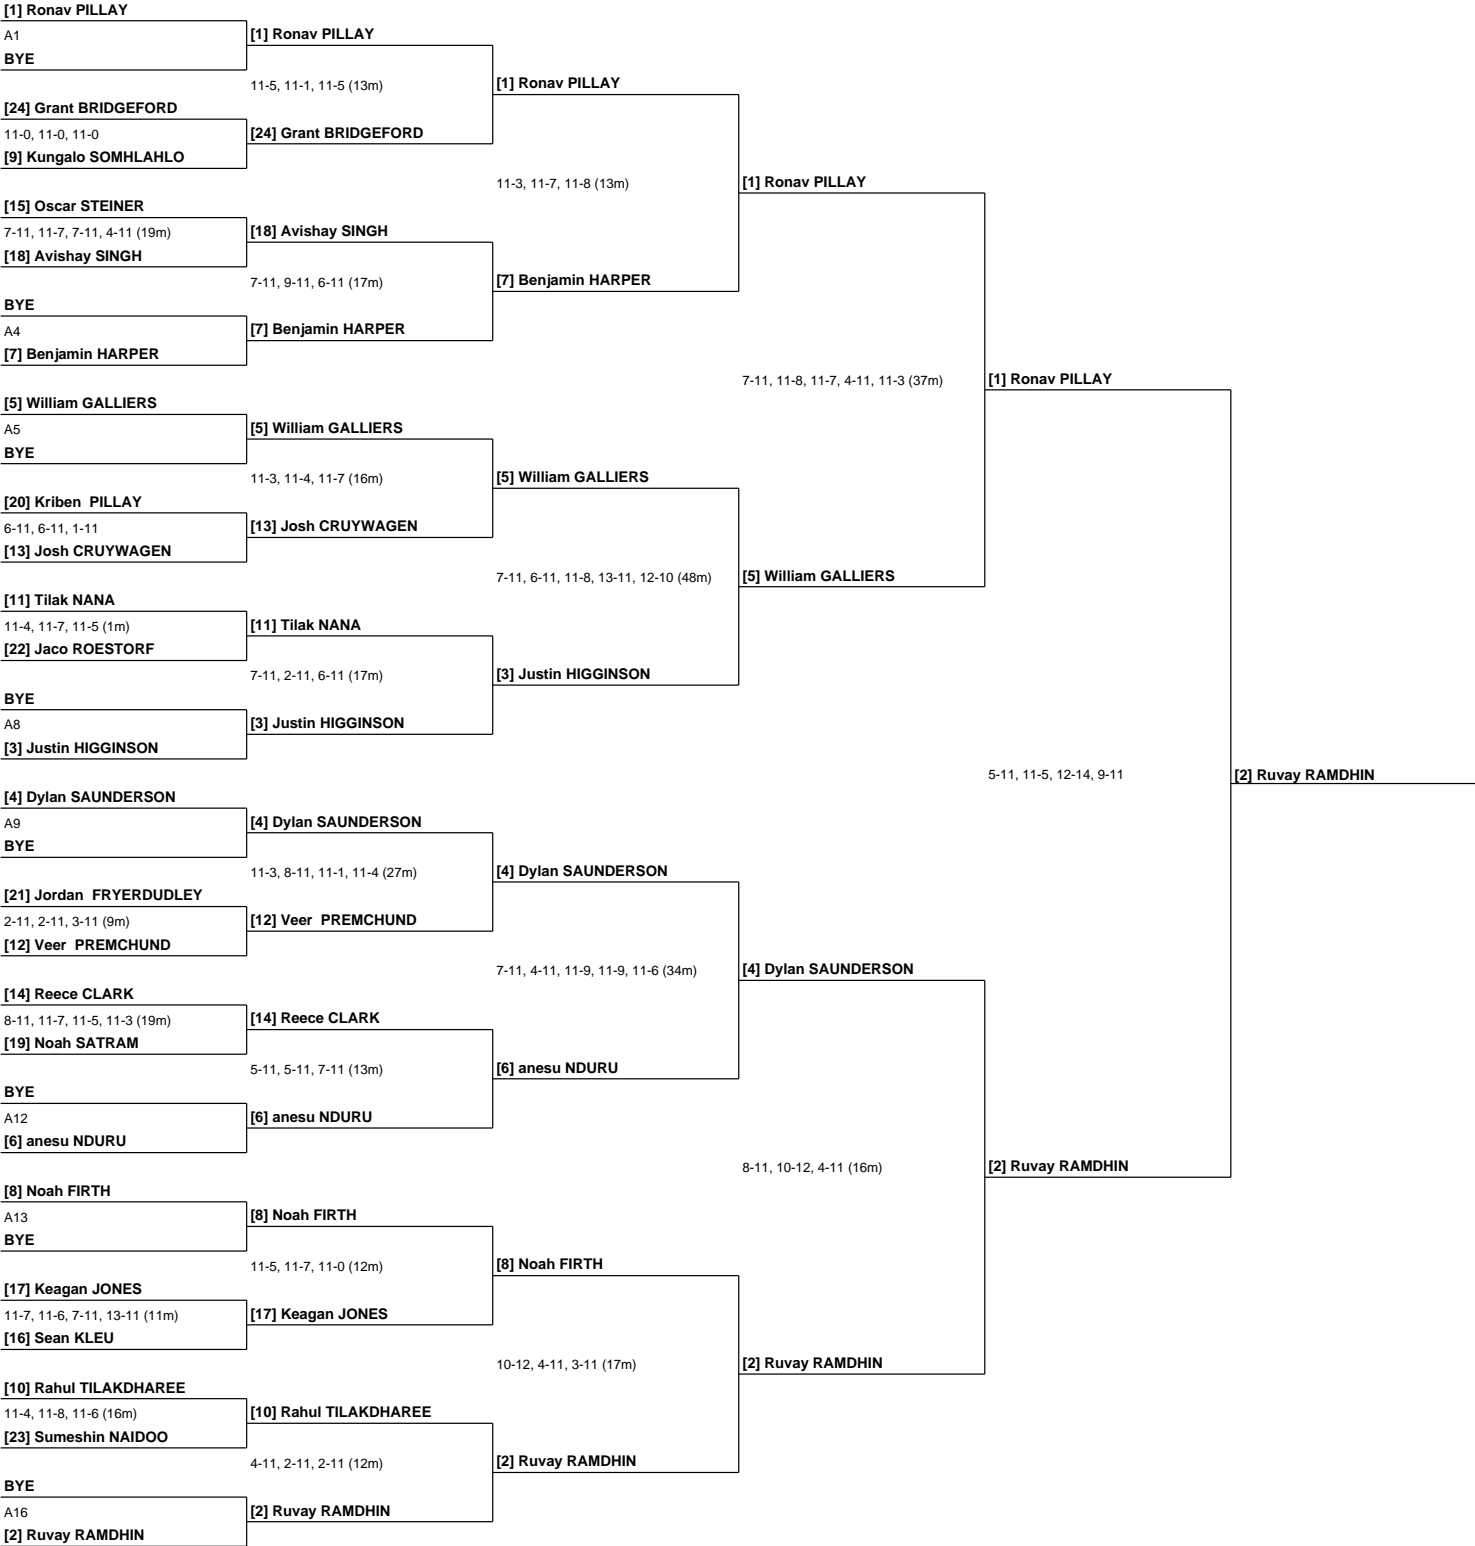 [1] Ronav PILLAY
A1
[1] Ronav PILLAY
BYE
11-5, 11-1, 11-5 (13m)
[1] Ronav PILLAY
[24] Grant BRIDGEFORD
11-0, 11-0, 11-0
[24] Grant BRIDGEFORD
[9] Kungalo SOMHLAHLO
11-3, 11-7, 11-8 (13m)
[1] Ronav PILLAY
[15] Oscar STEINER
7-11, 11-7, 7-11, 4-11 (19m)
[18] Avishay SINGH
[18] Avishay SINGH
7-11, 9-11, 6-11 (17m)
[7] Benjamin HARPER
BYE
A4
[7] Benjamin HARPER
[7] Benjamin HARPER
7-11, 11-8, 11-7, 4-11, 11-3 (37m)
[1] Ronav PILLAY
[5] William GALLIERS
A5
[5] William GALLIERS
BYE
11-3, 11-4, 11-7 (16m)
[5] William GALLIERS
[20] Kriben  PILLAY
6-11, 6-11, 1-11
[13] Josh CRUYWAGEN
[13] Josh CRUYWAGEN
7-11, 6-11, 11-8, 13-11, 12-10 (48m)
[5] William GALLIERS
[11] Tilak NANA
11-4, 11-7, 11-5 (1m)
[11] Tilak NANA
[22] Jaco ROESTORF
7-11, 2-11, 6-11 (17m)
[3] Justin HIGGINSON
BYE
A8
[3] Justin HIGGINSON
[3] Justin HIGGINSON
5-11, 11-5, 12-14, 9-11
[2] Ruvay RAMDHIN
[4] Dylan SAUNDERSON
A9
[4] Dylan SAUNDERSON
BYE
11-3, 8-11, 11-1, 11-4 (27m)
[4] Dylan SAUNDERSON
[21] Jordan  FRYERDUDLEY
2-11, 2-11, 3-11 (9m)
[12] Veer  PREMCHUND
[12] Veer  PREMCHUND
7-11, 4-11, 11-9, 11-9, 11-6 (34m)
[4] Dylan SAUNDERSON
[14] Reece CLARK
8-11, 11-7, 11-5, 11-3 (19m)
[14] Reece CLARK
[19] Noah SATRAM
5-11, 5-11, 7-11 (13m)
[6] anesu NDURU
BYE
A12
[6] anesu NDURU
[6] anesu NDURU
8-11, 10-12, 4-11 (16m)
[2] Ruvay RAMDHIN
[8] Noah FIRTH
A13
[8] Noah FIRTH
BYE
11-5, 11-7, 11-0 (12m)
[8] Noah FIRTH
[17] Keagan JONES
11-7, 11-6, 7-11, 13-11 (11m)
[17] Keagan JONES
[16] Sean KLEU
10-12, 4-11, 3-11 (17m)
[2] Ruvay RAMDHIN
[10] Rahul TILAKDHAREE
11-4, 11-8, 11-6 (16m)
[10] Rahul TILAKDHAREE
[23] Sumeshin NAIDOO
4-11, 2-11, 2-11 (12m)
[2] Ruvay RAMDHIN
BYE
A16
[2] Ruvay RAMDHIN
[2] Ruvay RAMDHIN